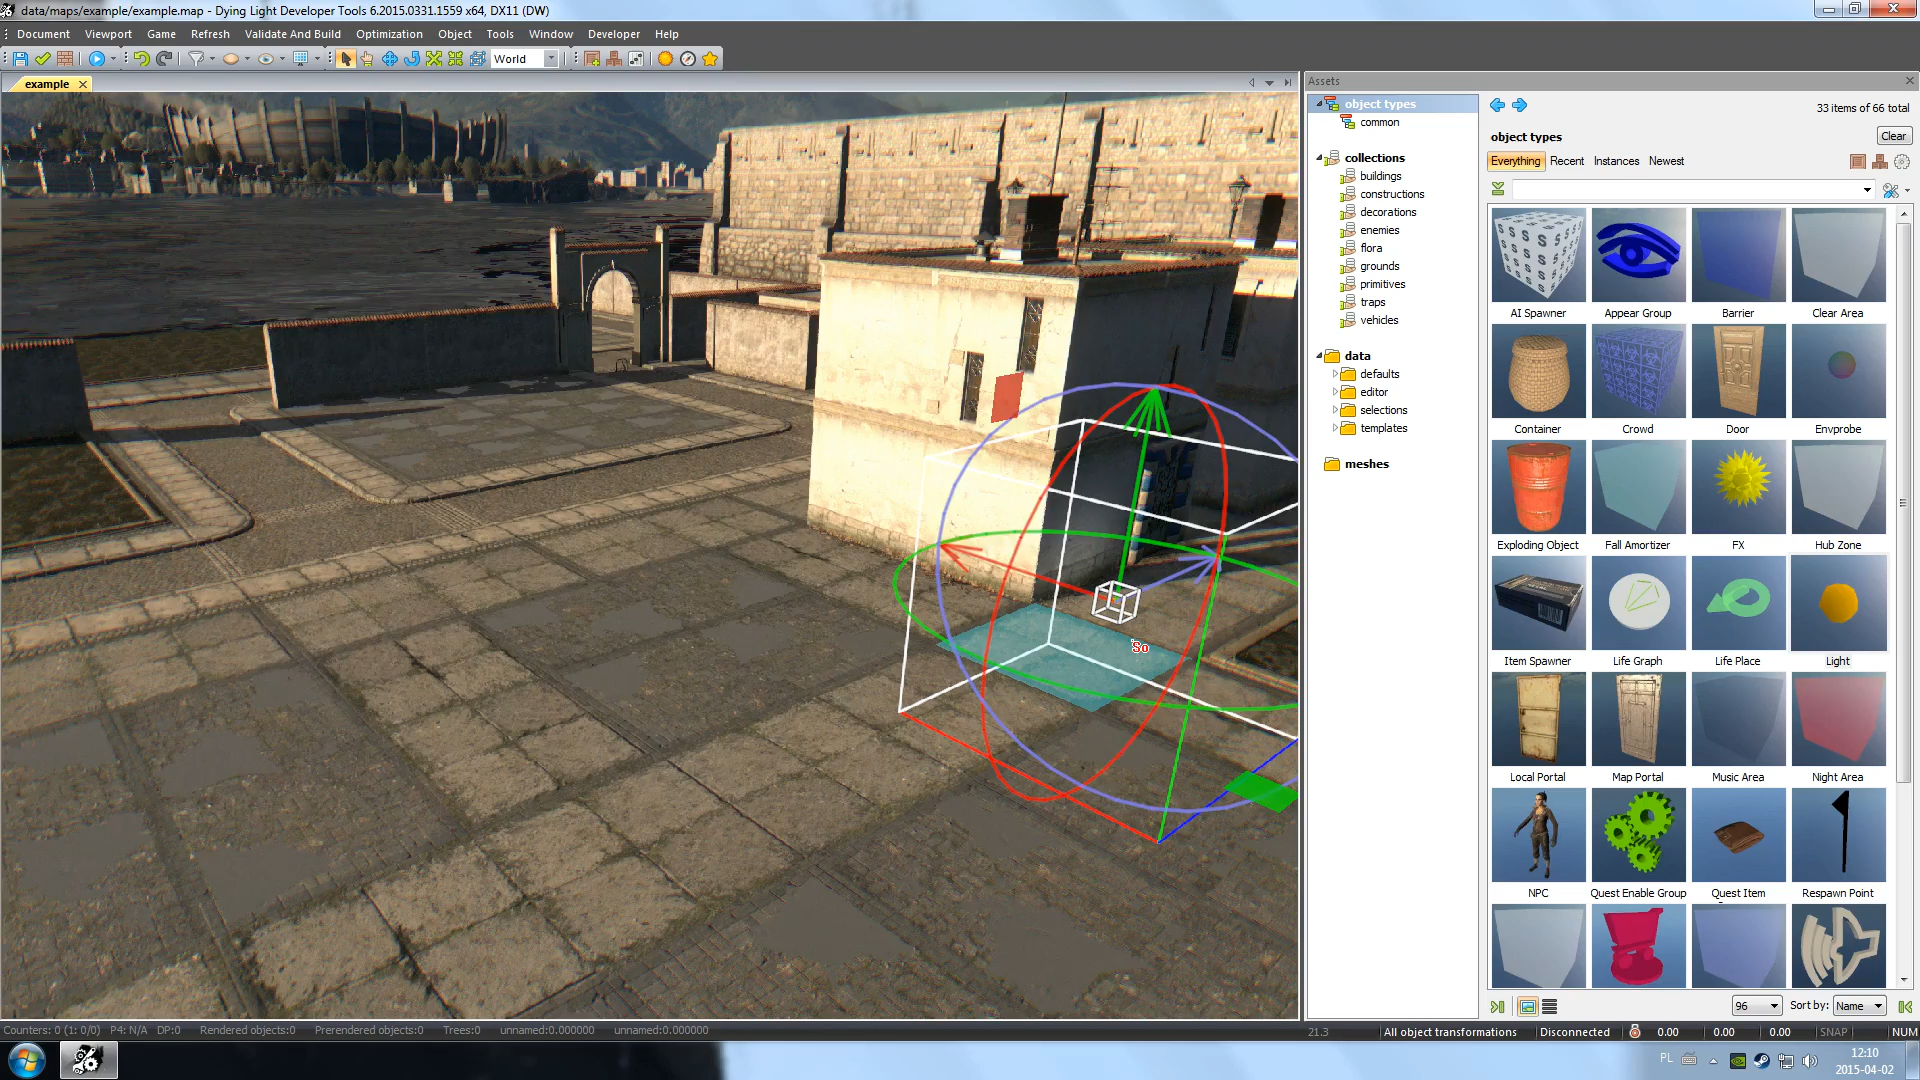 data/maps/example/example.map - Dying Light Developer Tools 6.2015.0331.1559 x64, DX11 (DW)
Document Viewport Game Refresh Validate And Build Optimization Object Tools Window Developer Help
World
example
Assets
object types
common
collections
buildings
constructions
decorations
enemies
flora
grounds
primitives
traps
vehicles
data
defaults
editor
selections
templates
meshes
33 items of 66 total
object types
Clear
Everything Recent Instances Newest
AI Spawner Appear Group Barrier Clear Area
Container Crowd Door Envprobe
Exploding Object Fall Amortizer FX Hub Zone
Item Spawner Life Graph Life Place Light
Local Portal Map Portal Music Area Night Area
NPC Quest Enable Group Quest Item Respawn Point
So
96 Sort by: Name
Counters: 0 (1: 0/0) P4: N/A DP:0 Rendered objects:0 Prerendered objects:0 Trees:0 unnamed:0.000000 unnamed:0.000000
21.3 All object transformations Disconnected 0.00 0.00 0.00 SNAP NUM
PL
12:10
2015-04-02